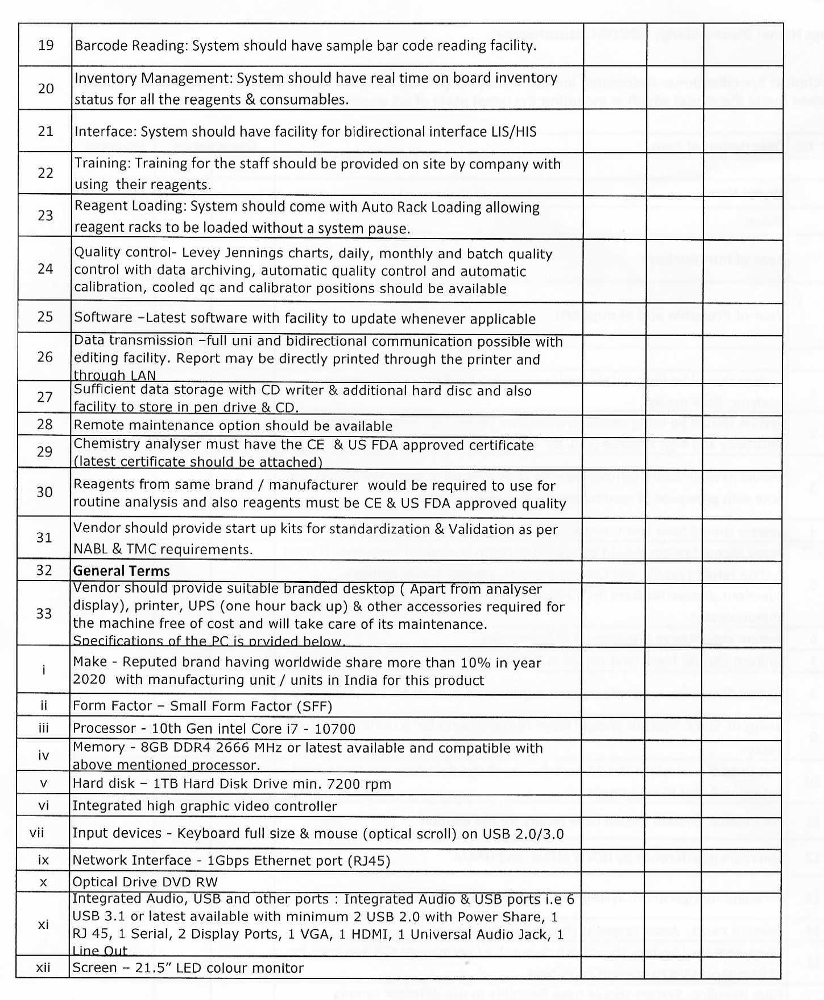 19 Barcode Reading: System should have sample bar code reading facility.
20 Inventory Management: System should have real time on board inventory
status for all the reagents & consumables.
21 Interface: System should have facility for bidirectional interface LIS/HIS
22 Training: Training for the staff should be provided on site by company with
using their reagents.
23 Reagent Loading: System should come with Auto Rack Loading allowing
reagent racks to be loaded without a system pause.
24 Quality control- Levey Jennings charts, daily, monthly and batch quality
control with data archiving, automatic quality control and automatic
calibration, cooled qc and calibrator positions should be available
25 Software –Latest software with facility to update whenever applicable
26 Data transmission –full uni and bidirectional communication possible with
editing facility. Report may be directly printed through the printer and
through LAN
27 Sufficient data storage with CD writer & additional hard disc and also
facility to store in pen drive & CD.
28 Remote maintenance option should be available
29 Chemistry analyser must have the CE & US FDA approved certificate
(latest certificate should be attached)
30 Reagents from same brand / manufacturer would be required to use for
routine analysis and also reagents must be CE & US FDA approved quality
31 Vendor should provide start up kits for standardization & Validation as per
NABL & TMC requirements.
32 General Terms
33 Vendor should provide suitable branded desktop ( Apart from analyser
display), printer, UPS (one hour back up) & other accessories required for
the machine free of cost and will take care of its maintenance.
Specifications of the PC is prvided below.
i Make - Reputed brand having worldwide share more than 10% in year
2020 with manufacturing unit / units in India for this product
ii Form Factor – Small Form Factor (SFF)
iii Processor - 10th Gen intel Core i7 - 10700
iv Memory - 8GB DDR4 2666 MHz or latest available and compatible with
above mentioned processor.
v Hard disk – 1TB Hard Disk Drive min. 7200 rpm
vi Integrated high graphic video controller
vii Input devices - Keyboard full size & mouse (optical scroll) on USB 2.0/3.0
ix Network Interface - 1Gbps Ethernet port (RJ45)
x Optical Drive DVD RW
xi Integrated Audio, USB and other ports : Integrated Audio & USB ports i.e 6
USB 3.1 or latest available with minimum 2 USB 2.0 with Power Share, 1
RJ 45, 1 Serial, 2 Display Ports, 1 VGA, 1 HDMI, 1 Universal Audio Jack, 1
Line Out
xii Screen – 21.5” LED colour monitor